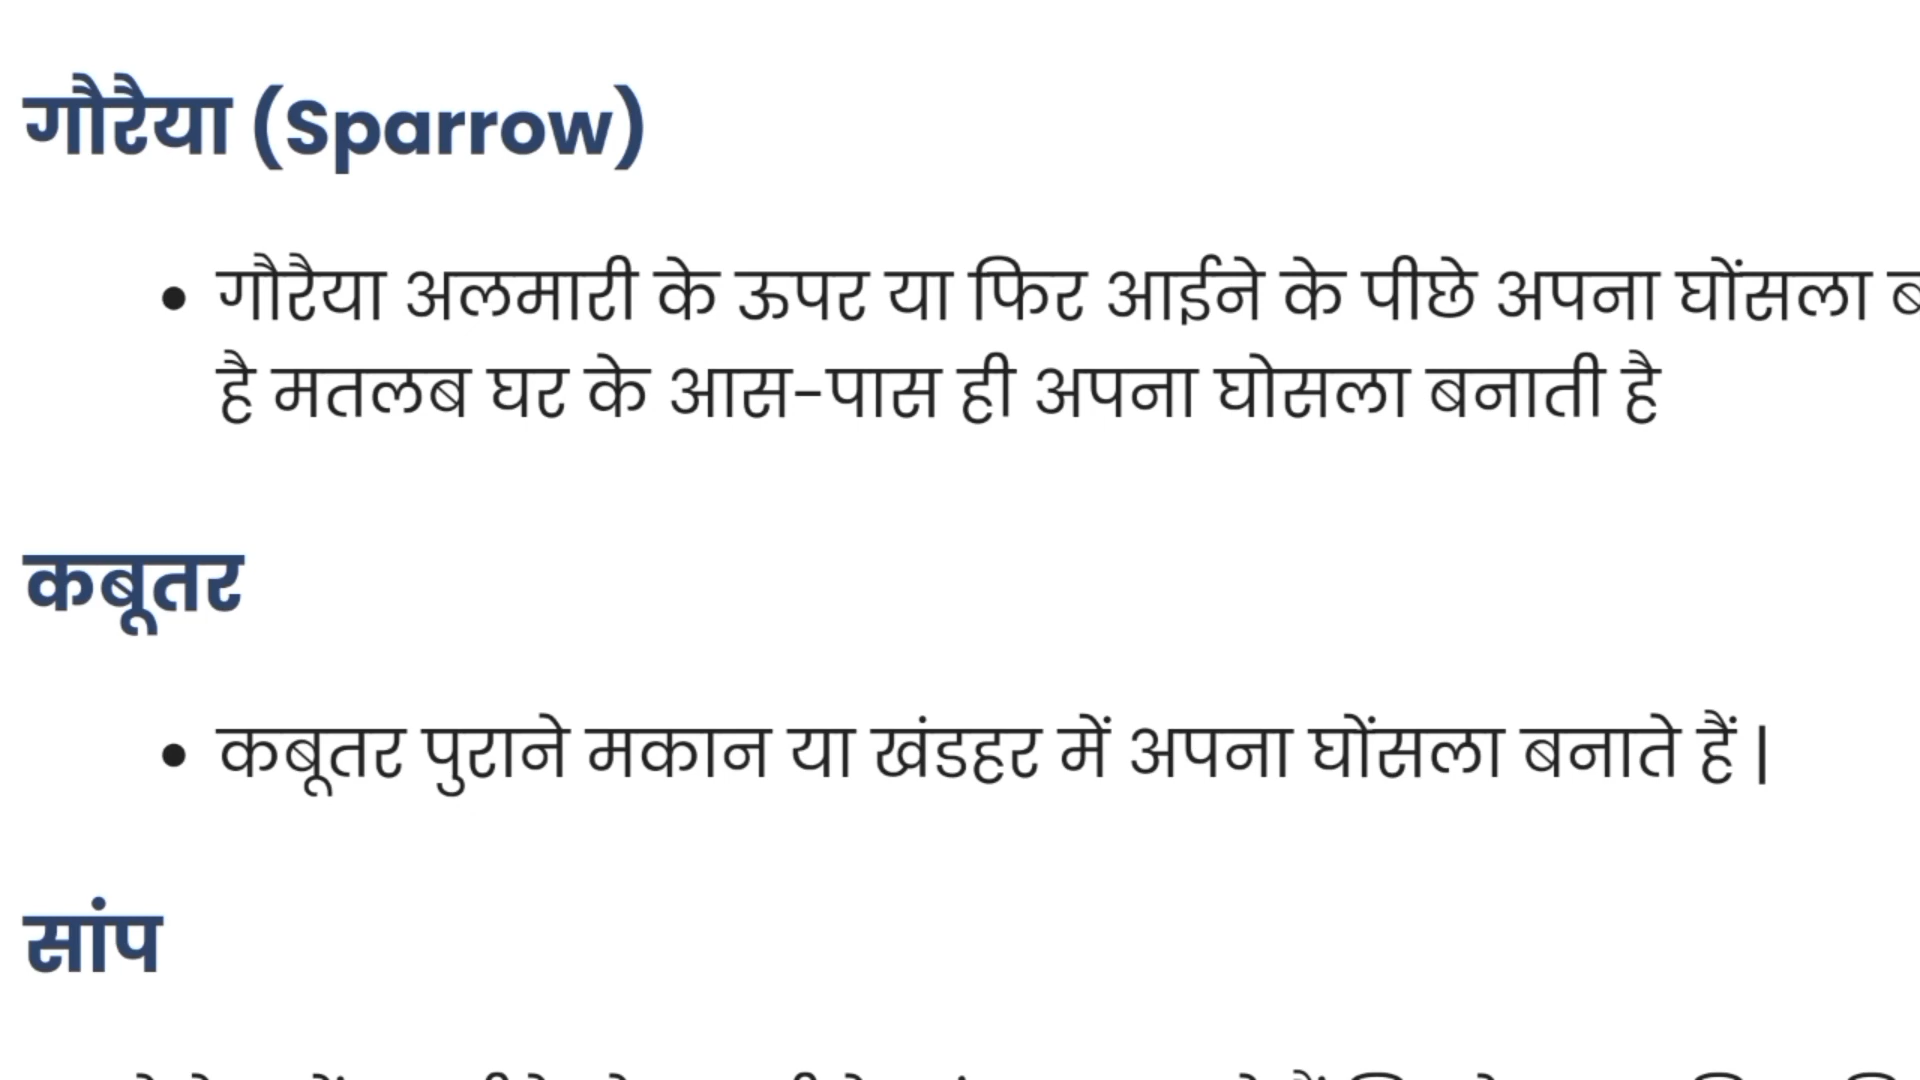 गौरैया (Sparrow)
• गौरैया अलमारी के ऊपर या फिर आईने के पीछे अपना घोंसला
है मतलब घर के आस-पास ही अपना घोसला बनाती है
कबूतर
• कबूतर पुराने मकान या खंडहर में अपना घोंसला बनाते हैं |
सांप